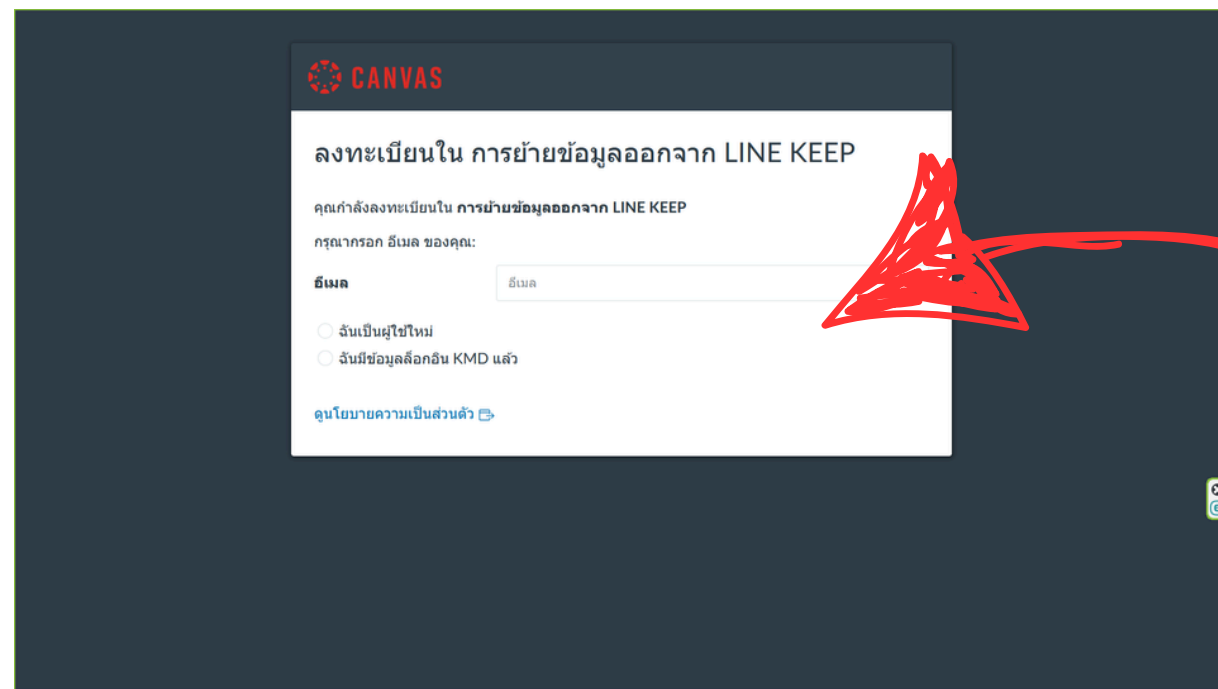 CANVAS
ลงทะเบียนใน การย้ายข้อมูลออกจาก LINE KEEP
คุณกำลังลงทะเบียนใน การย้ายข้อมูลออกจาก LINE KEEP
กรุณากรอก อีเมล ของคุณ:
อีเมล อีเมล
ฉันเป็นผู้ใช้ใหม่
ฉันมีข้อมูลล็อกอิน KMD แล้ว
ดูนโยบายความเป็นส่วนตัว